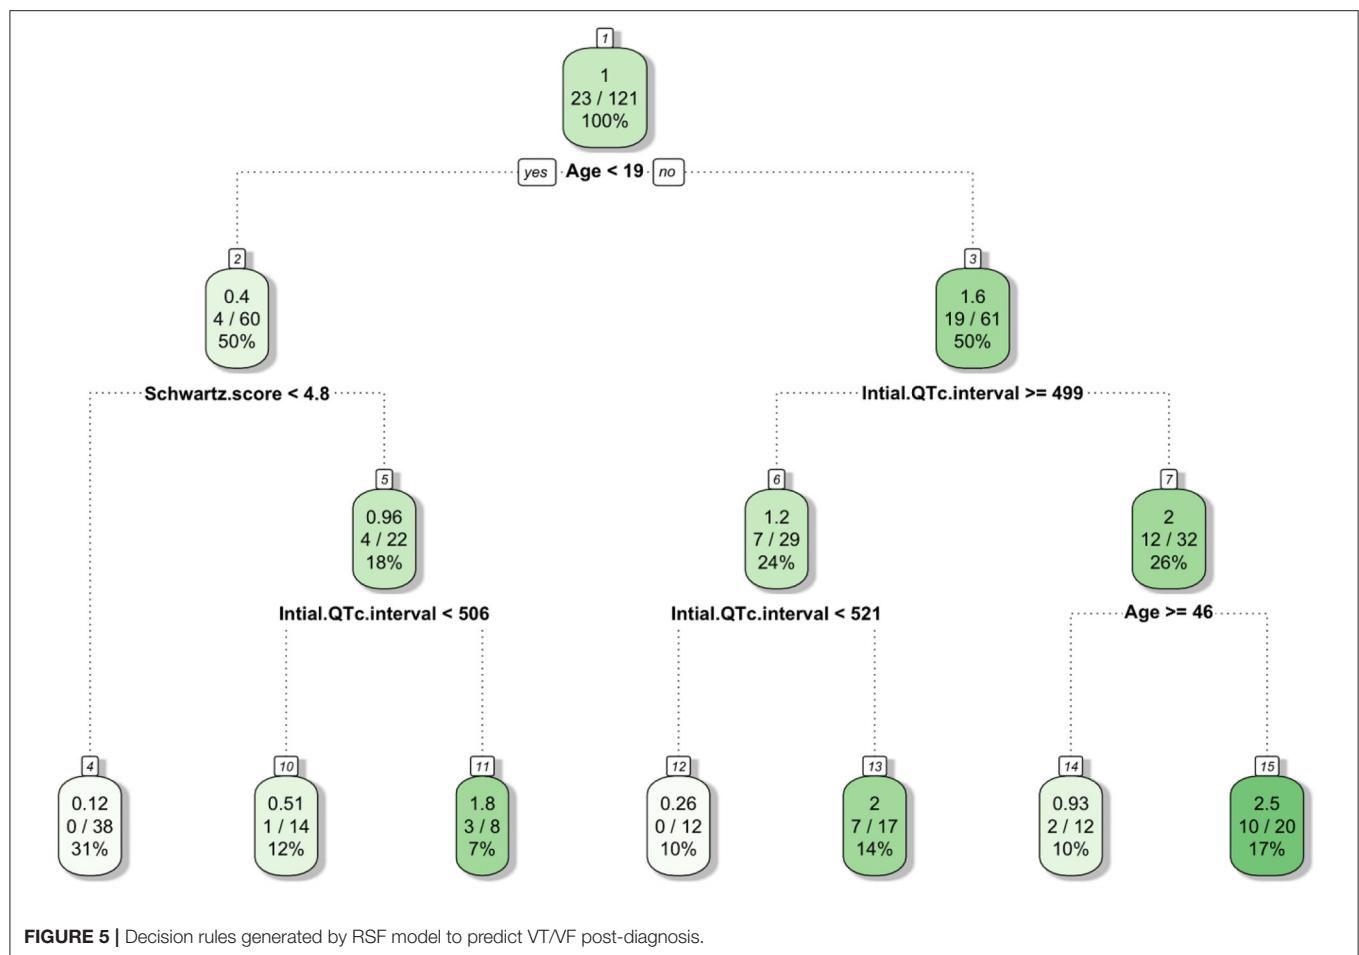 1
1
23 / 121
100%
yes Age < 19 no
2
0.4
4 / 60
50%
3
1.6
19 / 61
50%
Schwartz.score < 4.8
Intial.QTc.interval >= 499
5
0.96
4 / 22
18%
6
1.2
7 / 29
24%
7
2
12 / 32
26%
Intial.QTc.interval < 506
Intial.QTc.interval < 521
Age >= 46
4
0.12
0 / 38
31%
10
0.51
1 / 14
12%
11
1.8
3 / 8
7%
12
0.26
0 / 12
10%
13
2
7 / 17
14%
14
0.93
2 / 12
10%
15
2.5
10 / 20
17%
FIGURE 5 | Decision rules generated by RSF model to predict VT/VF post-diagnosis.